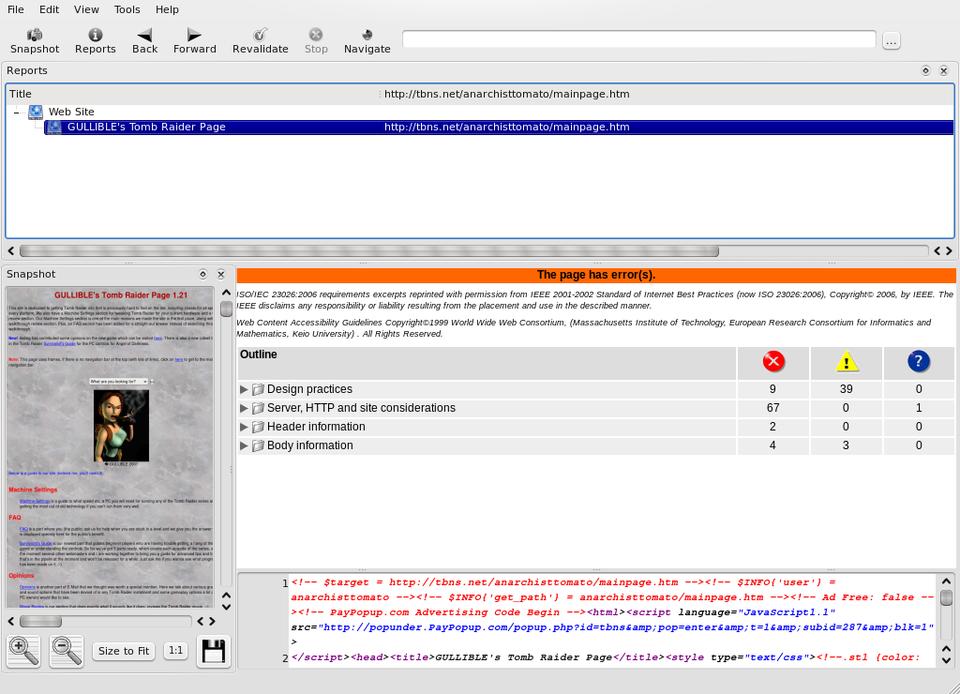 File Edit View Tools Help
Snapshot Reports Back Forward Revalidate Stop Navigate ...
Reports
Title http://tbns.net/anarchisttomato/mainpage.htm
Web Site
GULLIBLE's Tomb Raider Page http://tbns.net/anarchisttomato/mainpage.htm
Snapshot
GULLIBLE's Tomb Raider Page 1.21
What are you looking for?
Machine Settings
FAQ
Opinions
Size to Fit 1:1
The page has error(s).
ISO/IEC 23026:2006 requirements excerpts reprinted with permission from IEEE 2001-2002 Standard of Internet Best Practices (now ISO 23026:2006), Copyright© 2006, by IEEE. The
IEEE disclaims any responsibility or liability resulting from the placement and use in the described manner.
Web Content Accessibility Guidelines Copyright©1999 World Wide Web Consortium, (Massachusetts Institute of Technology, European Research Consortium for Informatics and
Mathematics, Keio University) . All Rights Reserved.
Outline
Design practices 9 39 0
Server, HTTP and site considerations 67 0 1
Header information 2 0 0
Body information 4 3 0
1 <!-- $target = http://tbns.net/anarchisttomato/mainpage.htm --><!-- $INFO{'user'} =
anarchisttomato --><!-- $INFO{'get_path'} = anarchisttomato/mainpage.htm --><!-- Ad Free: false --
><!-- PayPopup.com Advertising Code Begin --><html><script language="JavaScript1.1"
src="http://popunder.PayPopup.com/popup.php?id=tbns&amp;pop=enter&amp;t=1&amp;subid=287&amp;blk=1"
>
2 </script><head><title>GULLIBLE's Tomb Raider Page</title><style type="text/css"><!--.st1 {color: